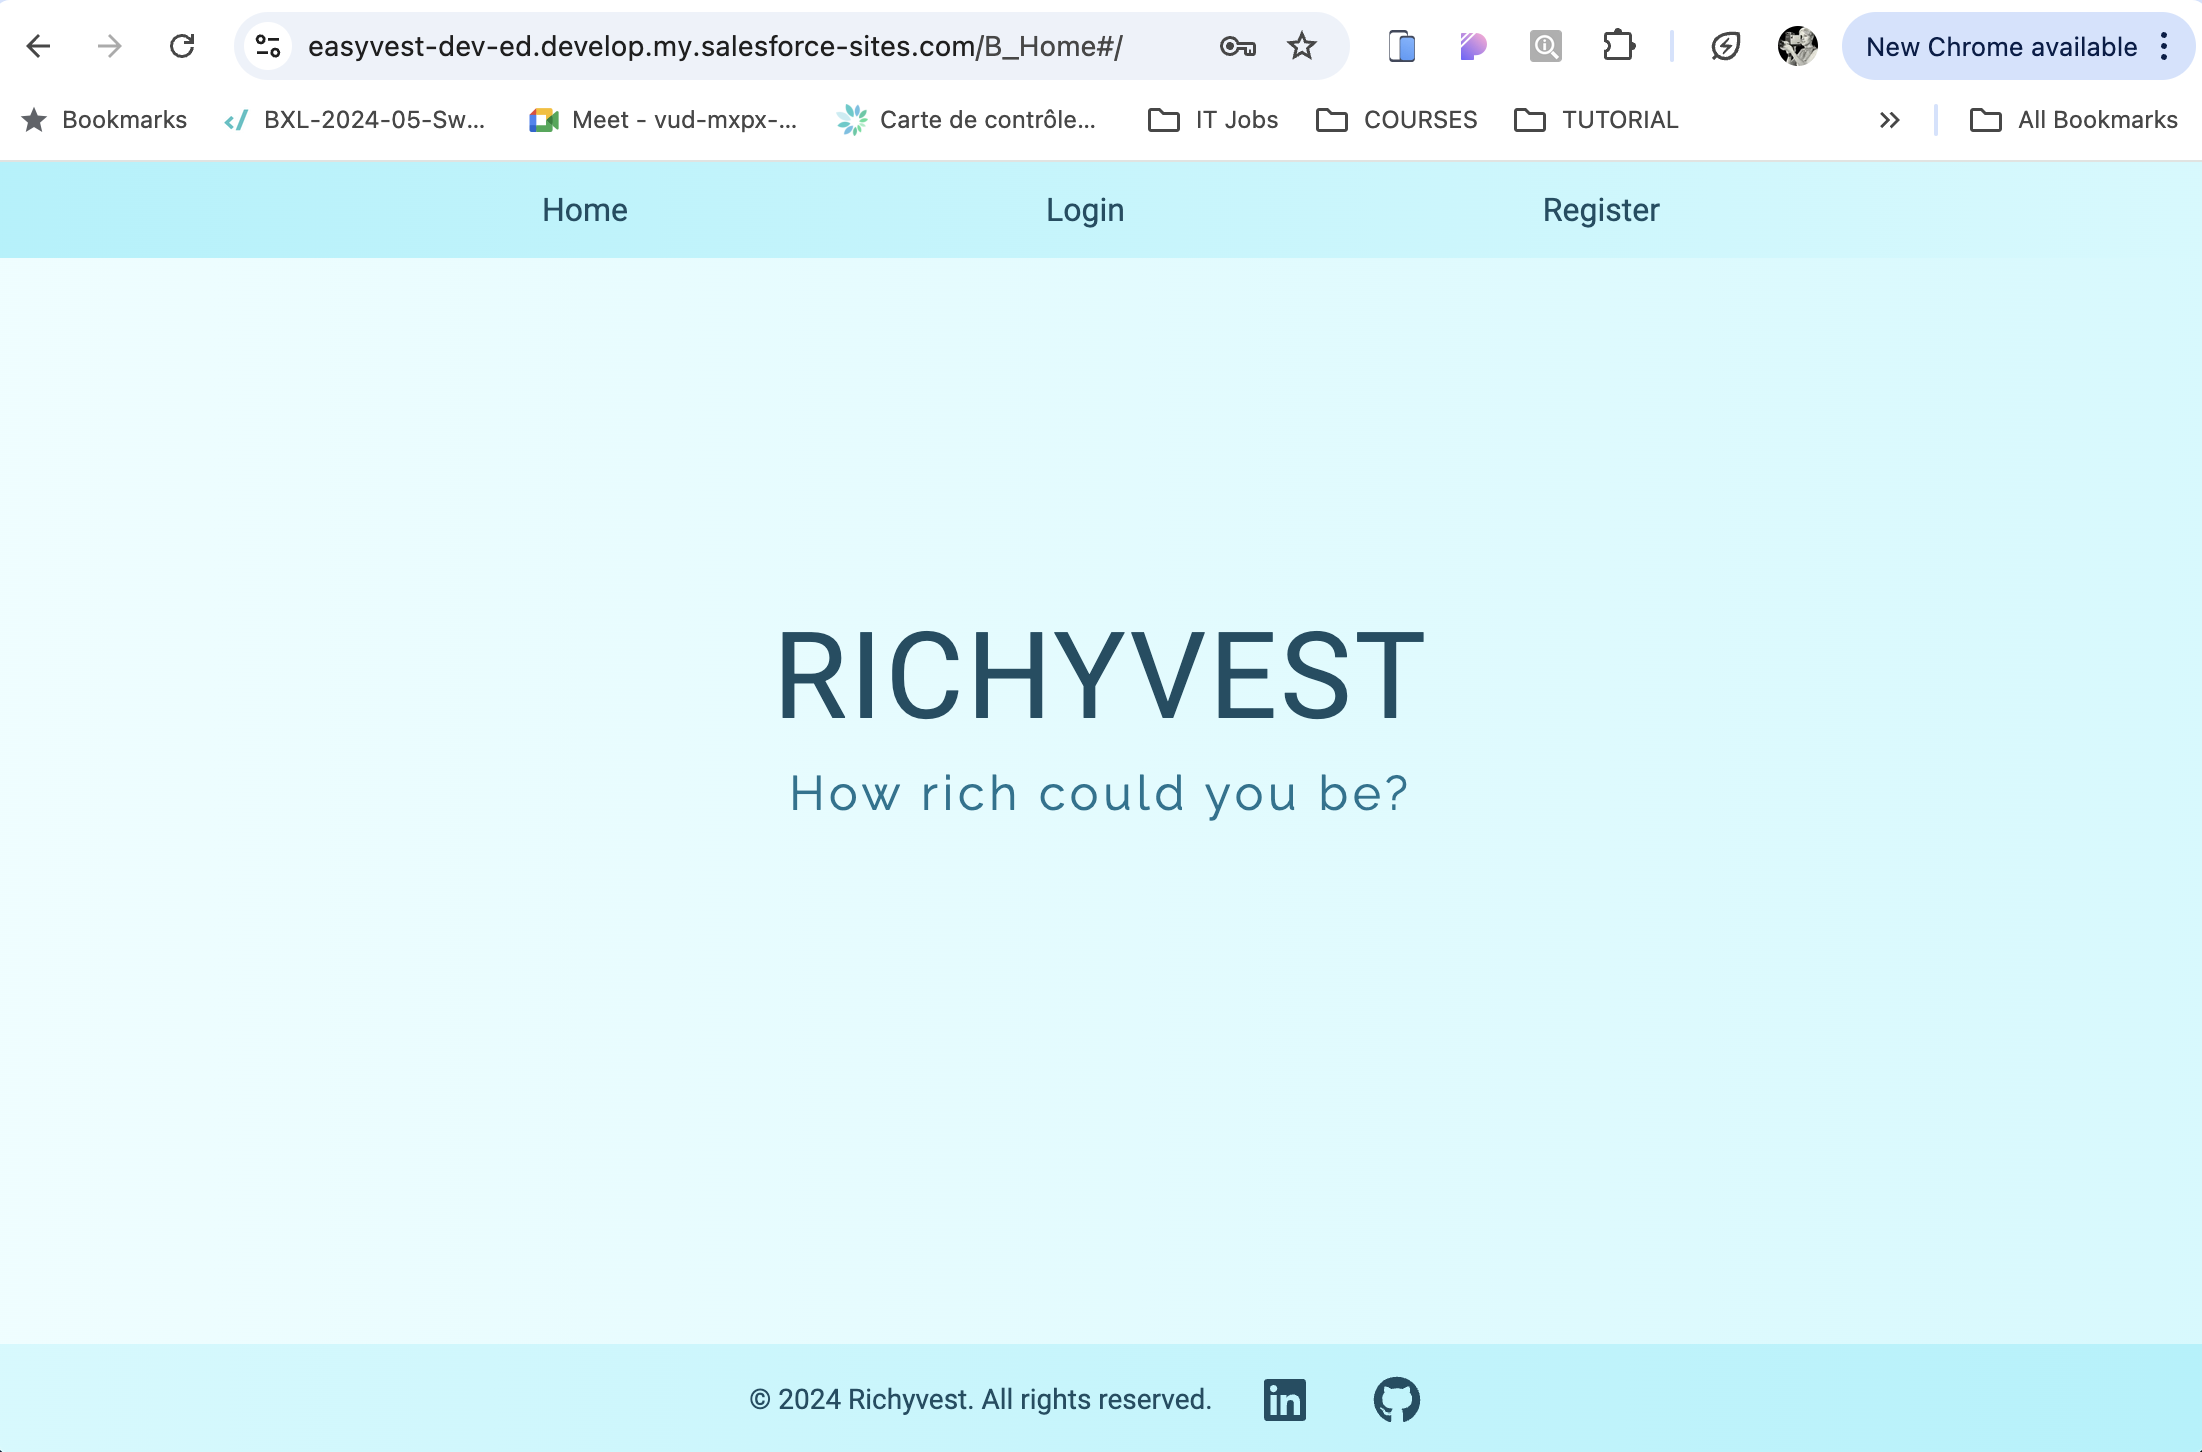 easyvest-dev-ed.develop.my.salesforce-sites.com/B_Home#/
New Chrome available
Bookmarks
BXL-2024-05-Sw...
Meet - vud-mxpx-...
Carte de contrôle...
IT Jobs
COURSES
TUTORIAL
All Bookmarks
Home
Login
Register
RICHYVEST
How rich could you be?
© 2024 Richyvest. All rights reserved.